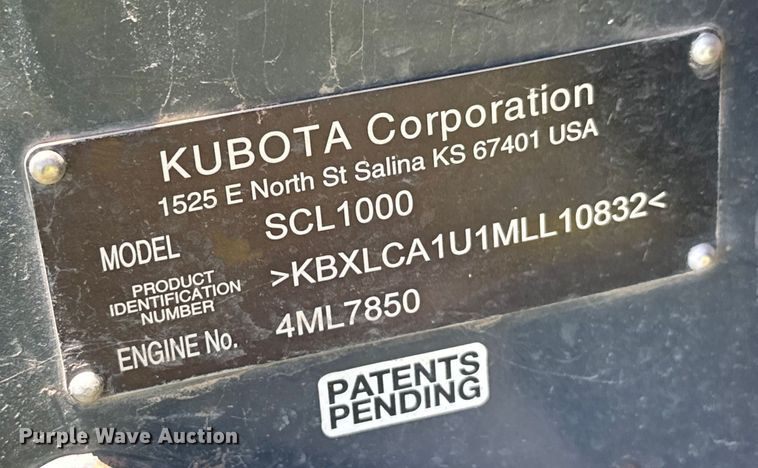 KUBOTA Corporation
1525 E North St Salina KS 67401 USA
MODEL SCL1000
PRODUCT
IDENTIFICATION
NUMBER >KBXLCA1U1MLL10832<
ENGINE No. 4ML7850
PATENTS
PENDING
Purple Wave Auction